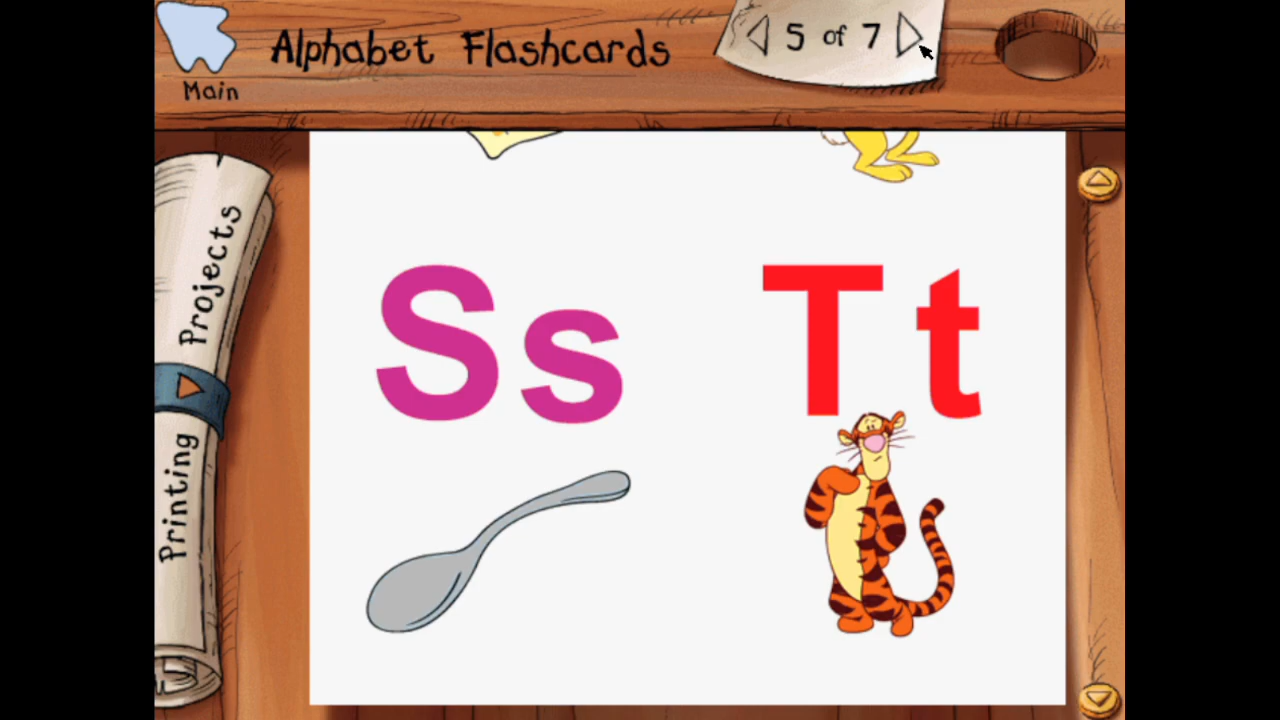 Alphabet Flashcards
5 of 7
Main
Projects
Printing
Ss
Tt